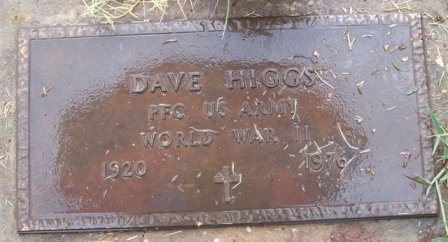 DAVE HIGGS
PFC US ARMY
WORLD WAR II
1920 1976